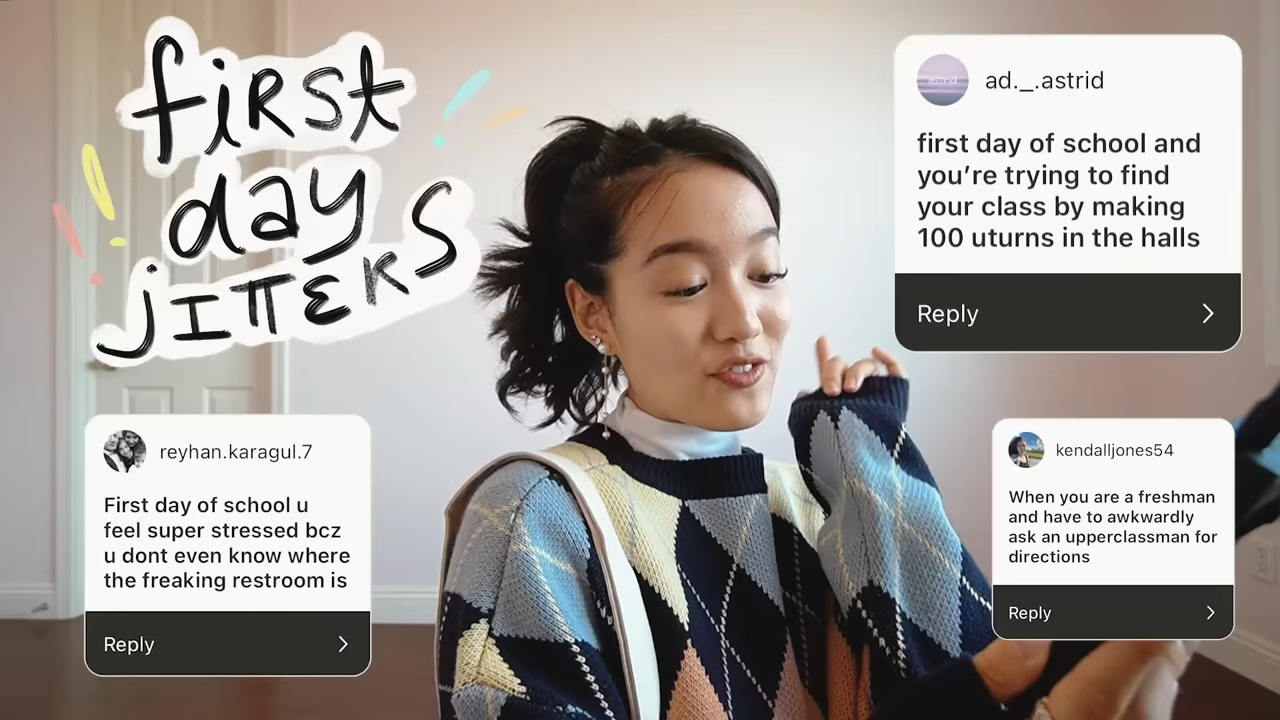 first
day
jitters
ad._.astrid
first day of school and
you're trying to find
your class by making
100 uturns in the halls
Reply
reyhan.karagul.7
First day of school u
feel super stressed bcz
u dont even know where
the freaking restroom is
Reply
kendalljones54
When you are a freshman
and have to awkwardly
ask an upperclassman for
directions
Reply